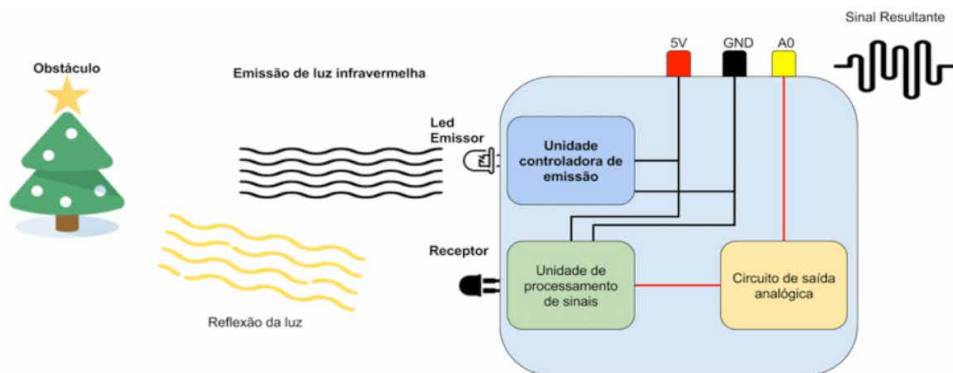 Sinal Resultante
5V
GND
A0
Obstáculo
Emissão de luz infravermelha
Led
Emissor
Unidade
controladora de
emissão
Receptor
Unidade de
processamento
de sinais
Circuito de saída
analógica
Reflexão da luz